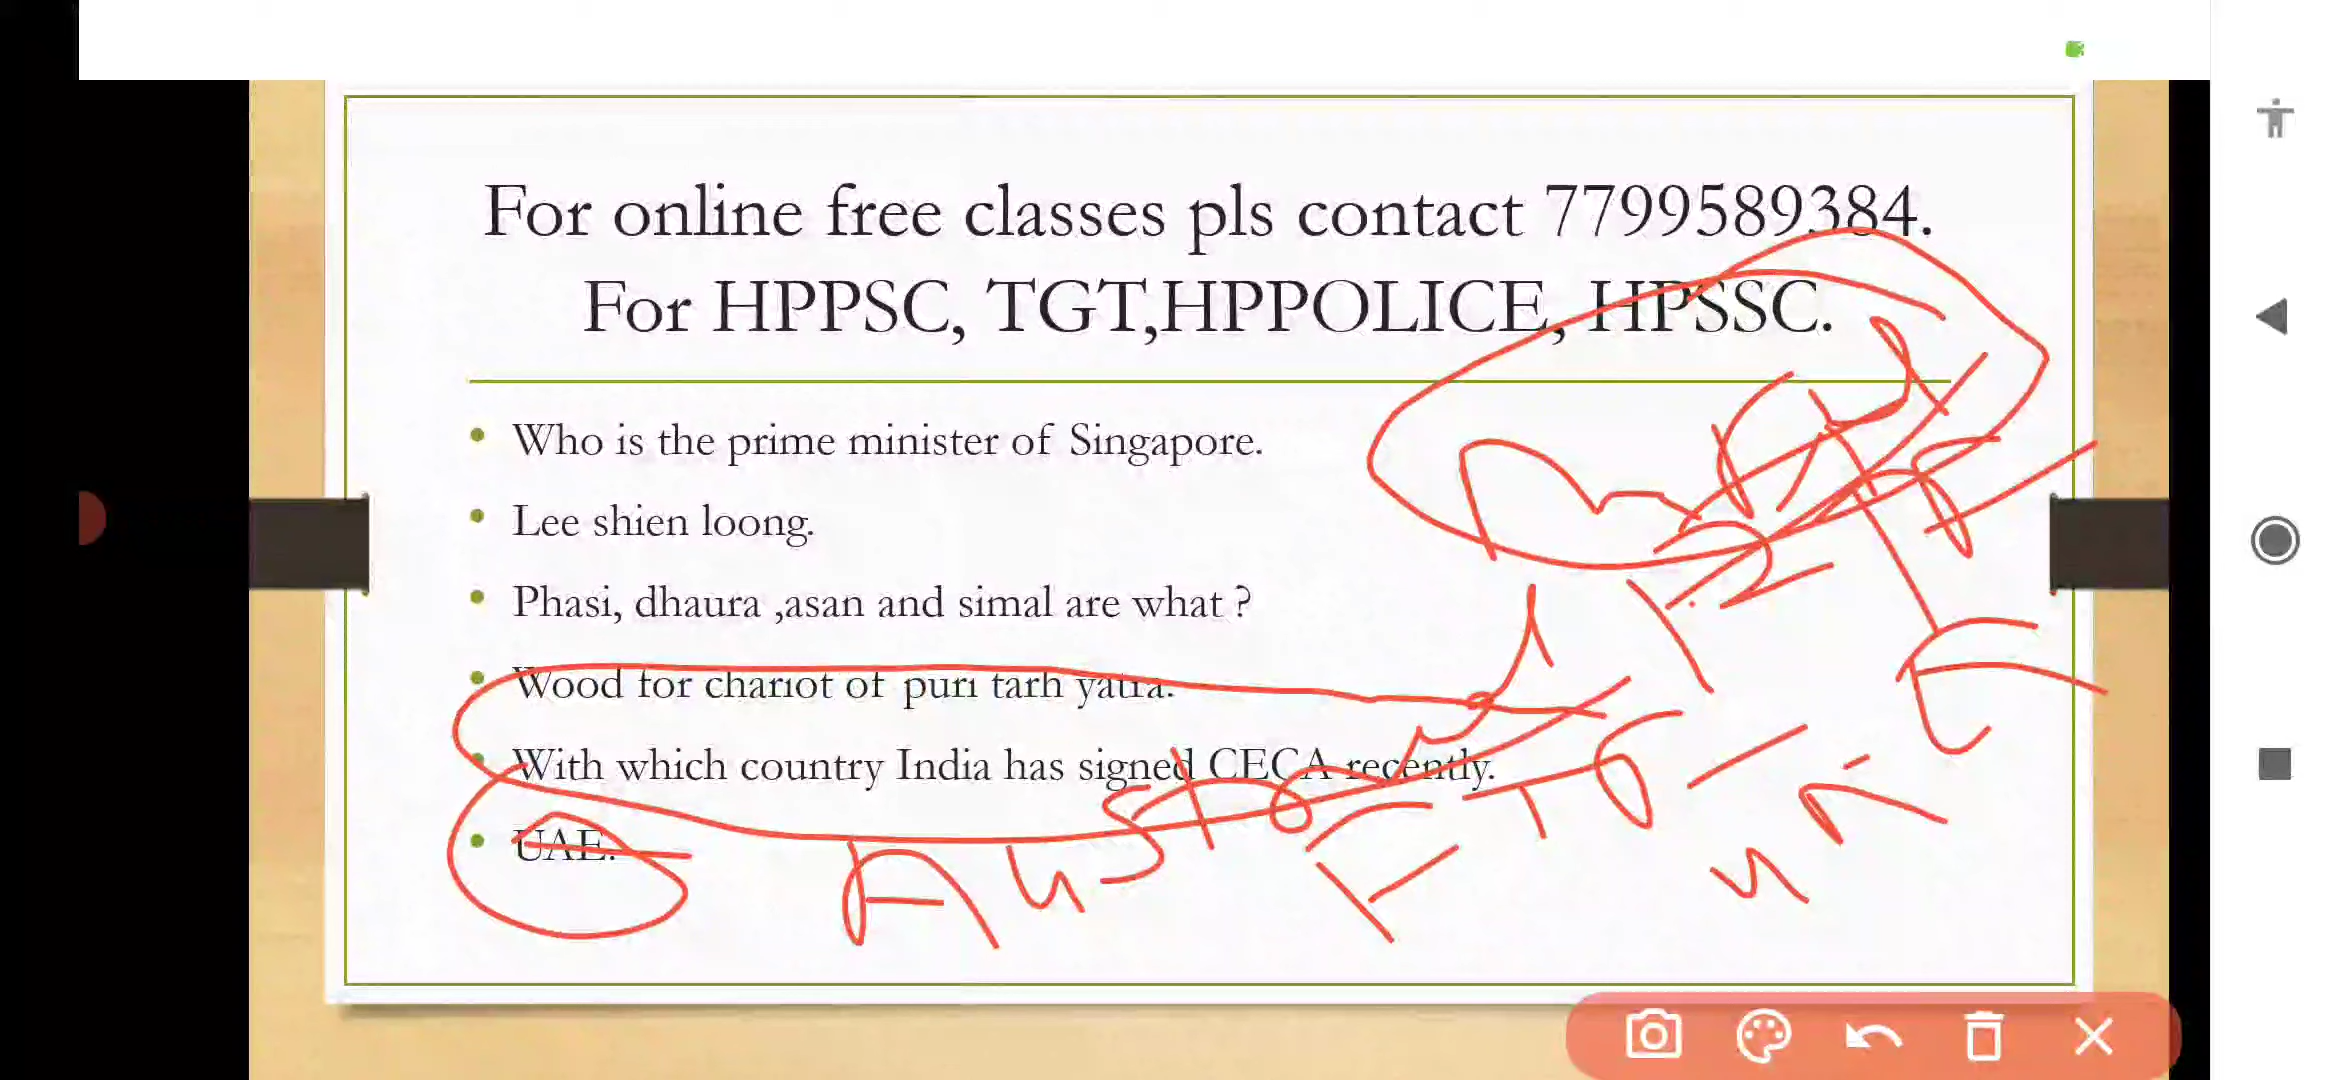 For online free classes pls contact 7799589384.
For HPPSC, TGT,HPPOLICE, HPSSC.
Who is the prime minister of Singapore.
Lee shien loong.
Phasi, dhaura ,asan and simal are what ?
Wood for chariot of puri tarh yatra.
With which country India has signed CECA recently.
UAE.